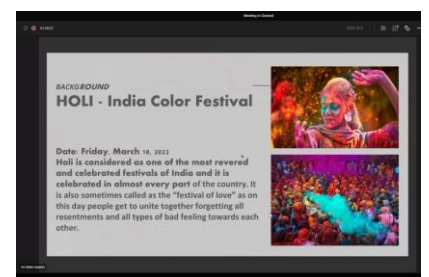 Meeting in General
BACKGROUND
HOLI - India Color Festival
Date: Friday, March 18, 2022
Holi is considered as one of the most revered
and celebrated festivals of India and it is
celebrated in almost every part of the country. It
is also sometimes called as the "festival of love" as on
this day people get to unite together forgetting all
resentments and all types of bad feeling towards each
other.